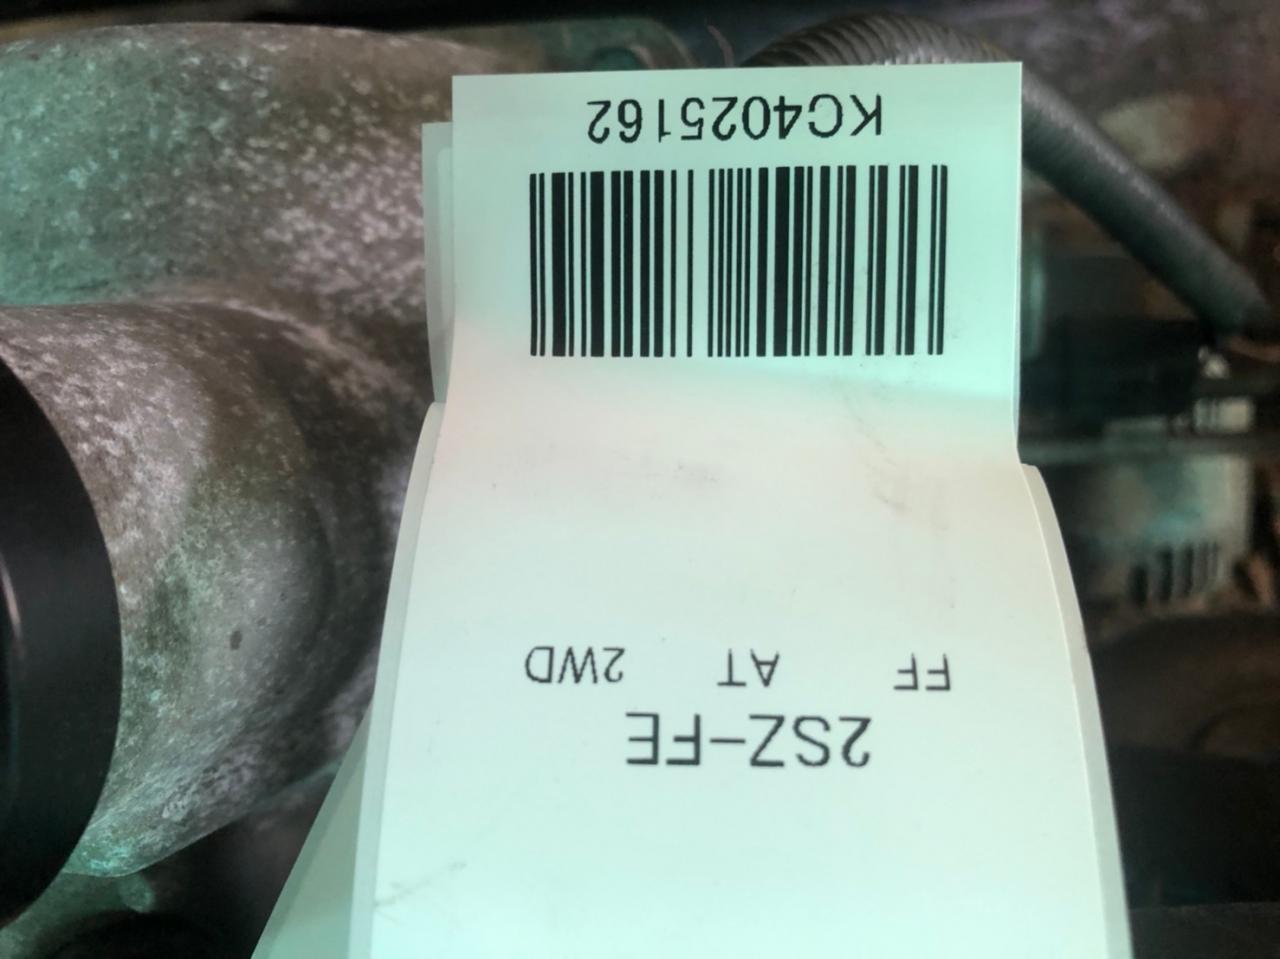 2SZ-FE
FF AT 2WD
KC4025162